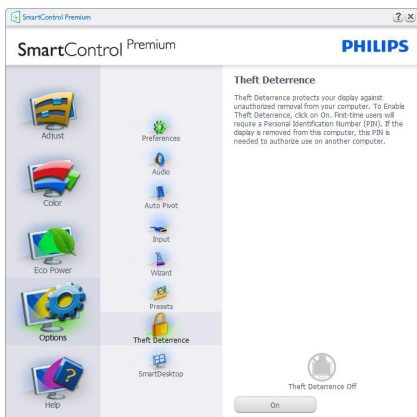 SmartControl Premium
? x
SmartControl Premium
PHILIPS
Adjust
Color
Eco Power
Options
Help
Preferences
Audio
Auto Pivot
Input
Wizard
Presets
Theft Deterrence
SmartDesktop
Theft Deterrence
Theft Deterrence protects your display against
unauthorized removal from your computer. To Enable
Theft Deterrence, click on On. First-time users will
require a Personal Identification Number (PIN). If the
display is removed from this computer, this PIN is
needed to authorize use on another computer.
Theft Deterrence Off
On